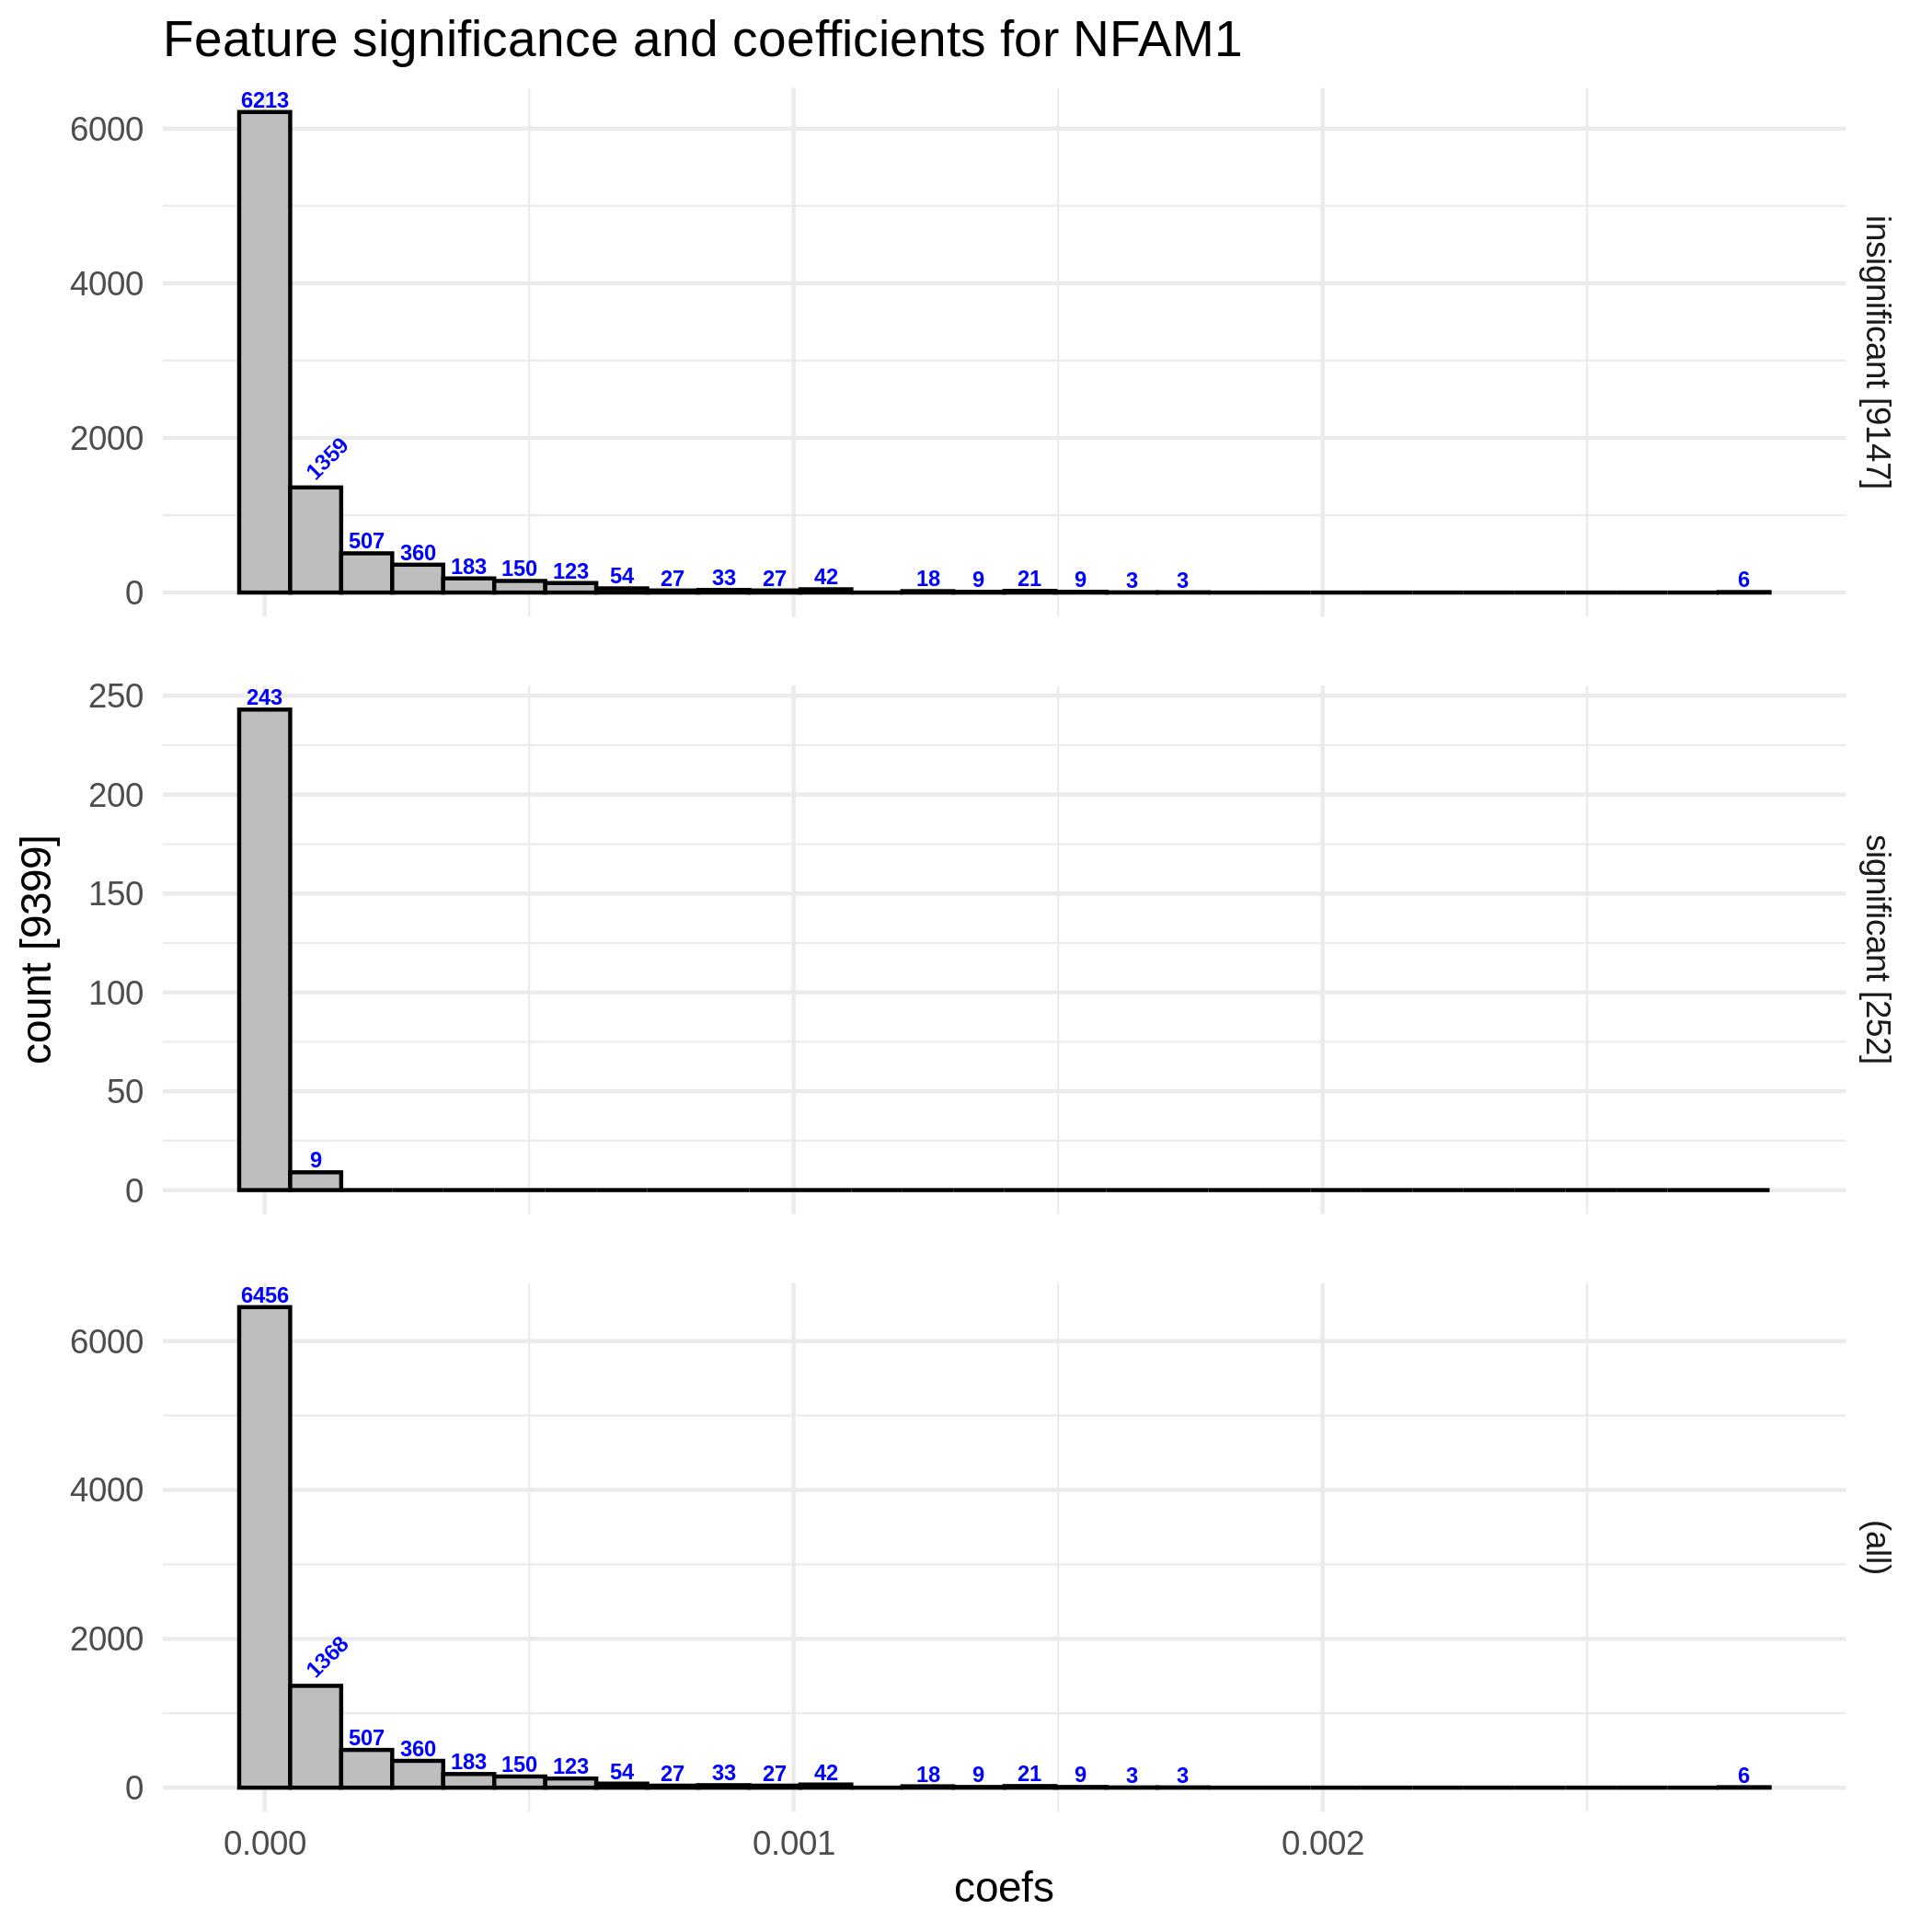 Feature significance and coefficients for NFAM1
6213
6000
4000
2000
0
1359
507 360 183 150 123 54 27 33 27 42 18 9 21 9 3 3 6
insignificant [9147]
count [9399]
243
250
200
150
100
50
0
9
significant [252]
6456
6000
4000
2000
0
1368
507 360 183 150 123 54 27 33 27 42 18 9 21 9 3 3 6
(all)
0.000 0.001 0.002
coefs